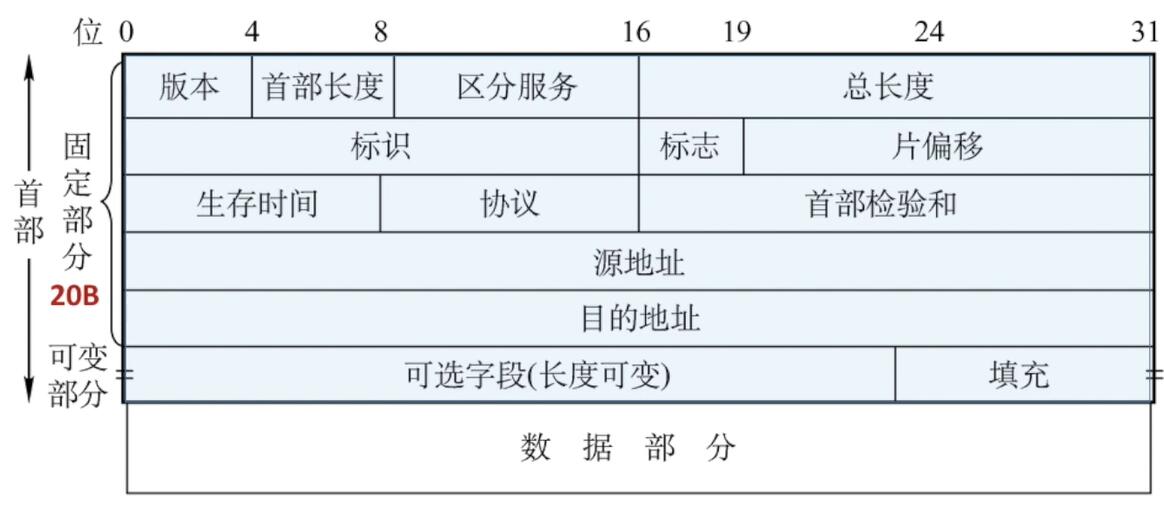 位 0 4 8 16 19 24 31
版本 首部长度 区分服务 总长度
标识 标志 片偏移
生存时间 协议 首部检验和
源地址
目的地址
可选字段(长度可变) 填充
数据部分
首部
固定部分
20B
可变
部分